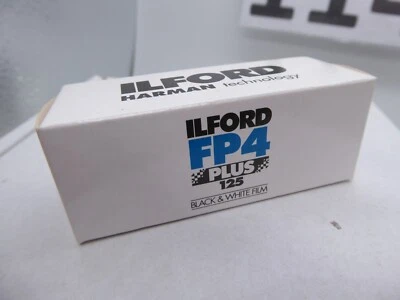 ILFORD
HARMAN technology
ILFORD
FP4
PLUS
125
BLACK & WHITE FILM